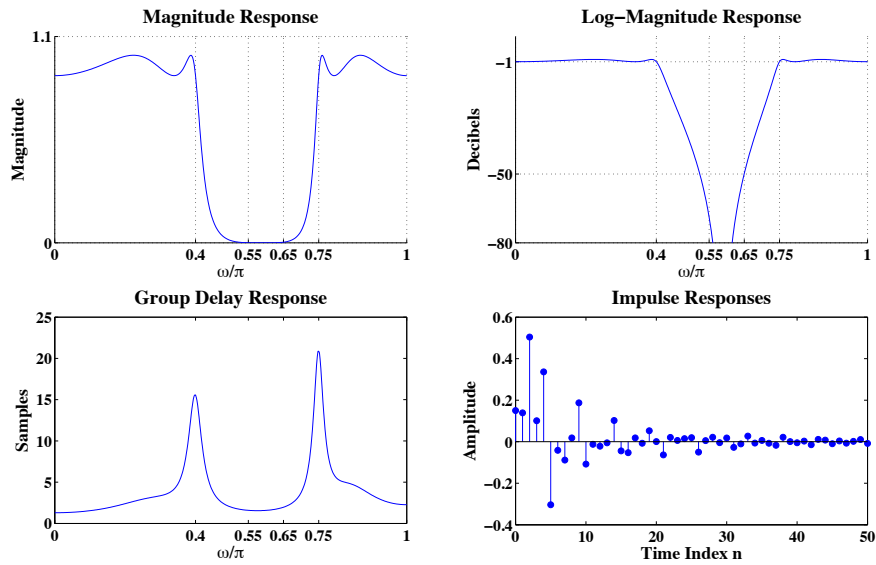 Magnitude Response
1.1
0
Magnitude
0 0.4 0.55 0.65 0.75 1
ω/π
Log−Magnitude Response
−1
−50
−80
Decibels
0 0.4 0.55 0.65 0.75 1
ω/π
Group Delay Response
25
20
15
10
5
0
Samples
0 0.4 0.55 0.65 0.75 1
ω/π
Impulse Responses
0.6
0.4
0.2
0
−0.2
−0.4
Amplitude
0 10 20 30 40 50
Time Index n